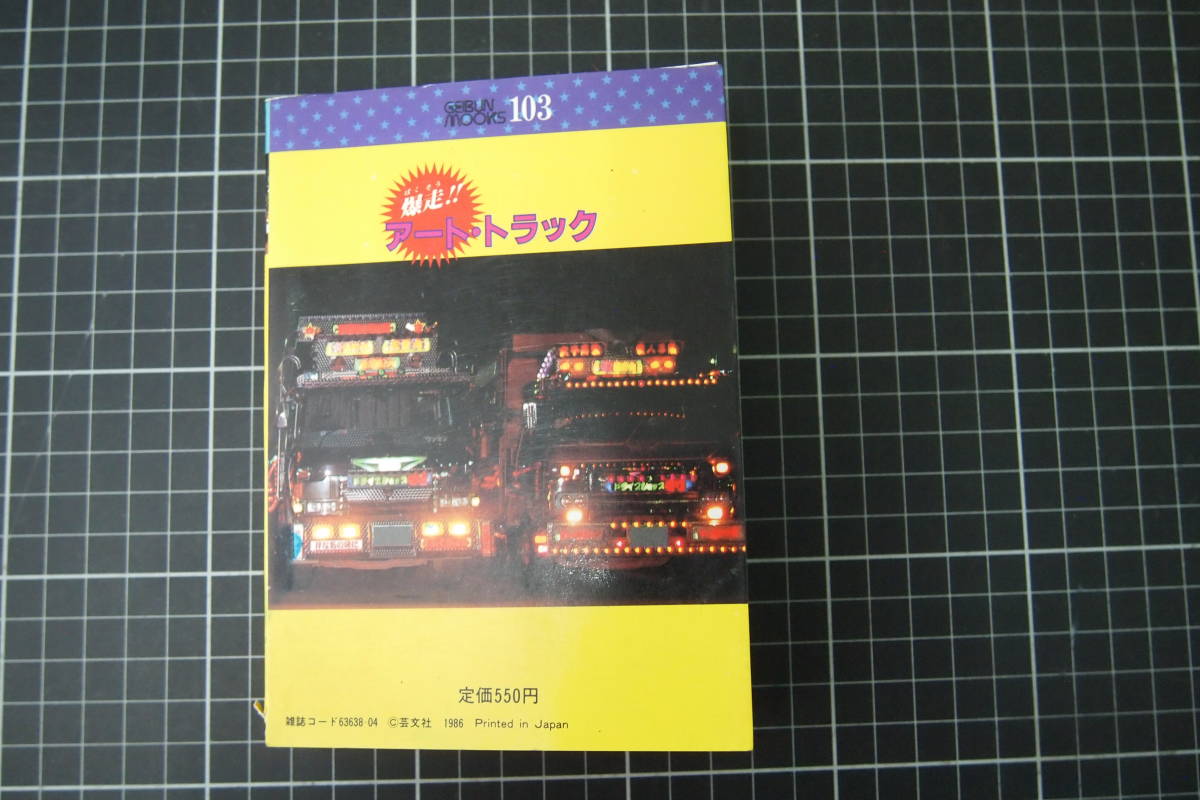 GEIBUN
MOOKS 103
ばくそう
爆走!!
アート・トラック
定価550円
雑誌コード63638-04 ©芸文社 1986 Printed in Japan